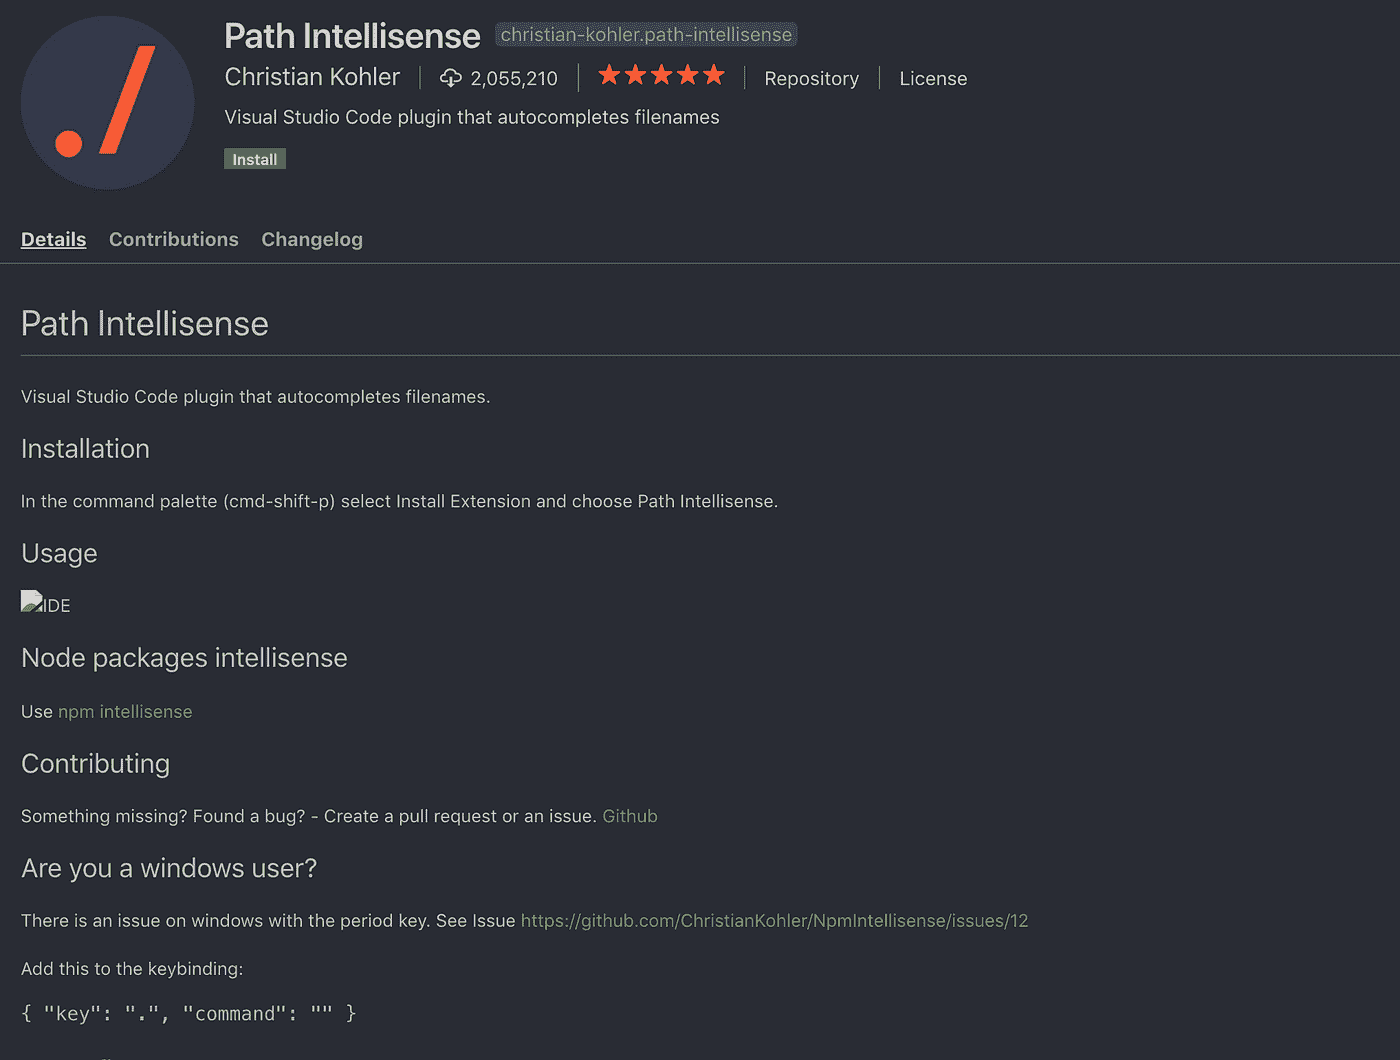 Path Intellisense christian-kohler.path-intellisense
Christian Kohler 2,055,210 Repository License
Visual Studio Code plugin that autocompletes filenames
Install
Details Contributions Changelog
Path Intellisense
Visual Studio Code plugin that autocompletes filenames.
Installation
In the command palette (cmd-shift-p) select Install Extension and choose Path Intellisense.
Usage
IDE
Node packages intellisense
Use npm intellisense
Contributing
Something missing? Found a bug? - Create a pull request or an issue. Github
Are you a windows user?
There is an issue on windows with the period key. See Issue https://github.com/ChristianKohler/NpmIntellisense/issues/12
Add this to the keybinding:
{ "key": ".", "command": "" }